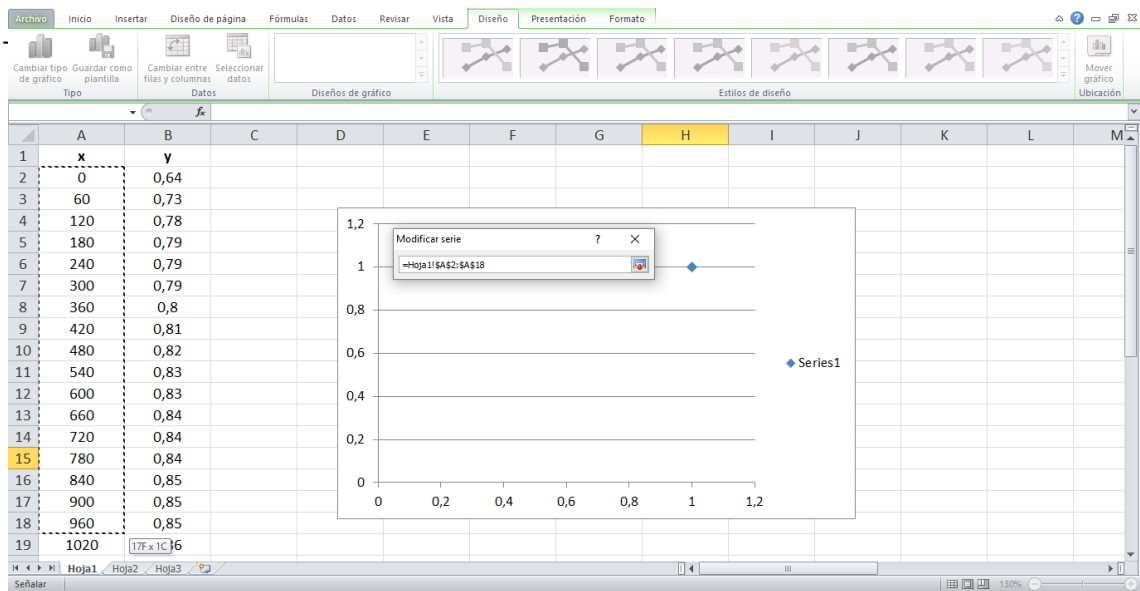 Archivo Inicio Insertar Diseño de página Fórmulas Datos Revisar Vista Diseño Presentación Formato
Cambiar tipo de gráfico Guardar como plantilla Cambiar entre filas y columnas Seleccionar datos Mover gráfico
Tipo Datos Diseños de gráfico Estilos de diseño Ubicación
fx
A B C D E F G H I J K L M
1 x y
2 0 0,64
3 60 0,73
4 120 0,78
5 180 0,79
6 240 0,79
7 300 0,79
8 360 0,8
9 420 0,81
10 480 0,82
11 540 0,83
12 600 0,83
13 660 0,84
14 720 0,84
15 780 0,84
16 840 0,85
17 900 0,85
18 960 0,85
19 1020 6
17F x 1C
Modificar serie ? X
=Hoja1!$A$2:$A$18
1,2
1
0,8
0,6
0,4
0,2
0
0 0,2 0,4 0,6 0,8 1 1,2
Series1
Hoja1 Hoja2 Hoja3
Señalar 130%